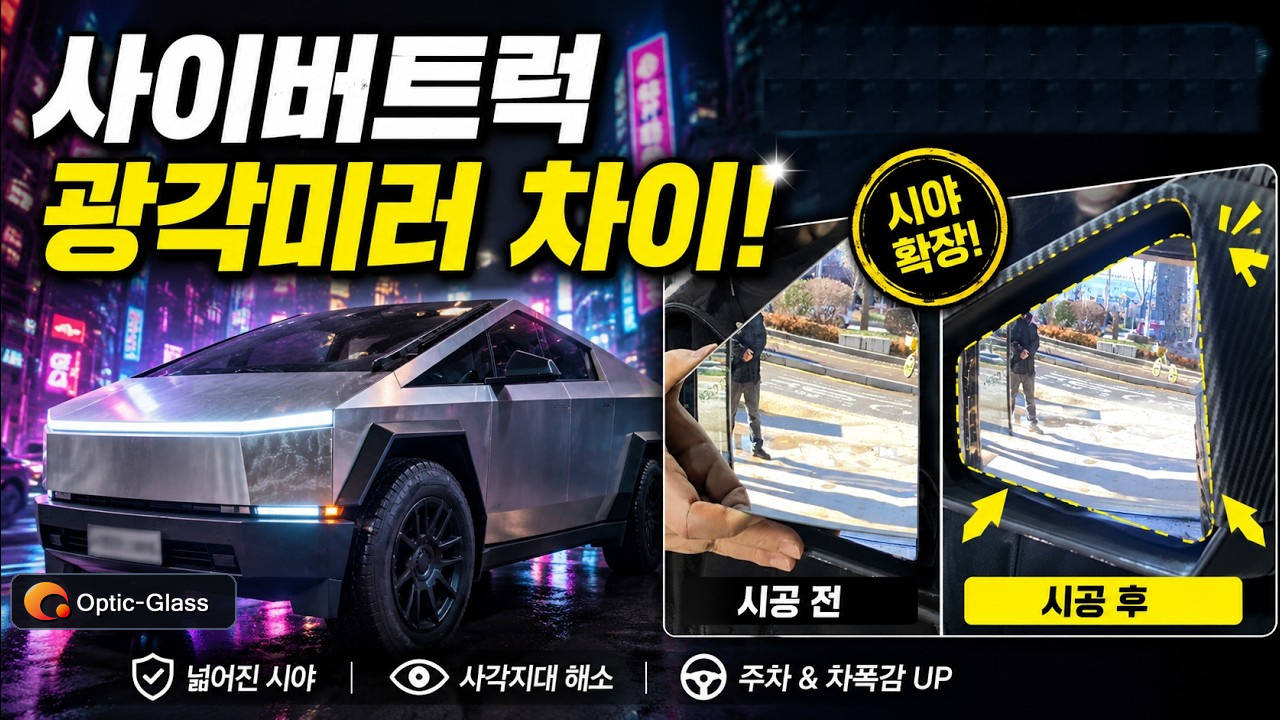 사이버트럭
광각미러 차이!
시야
확장!
시공 전
시공 후
Optic-Glass
넓어진 시야
사각지대 해소
주차 & 차폭감 UP